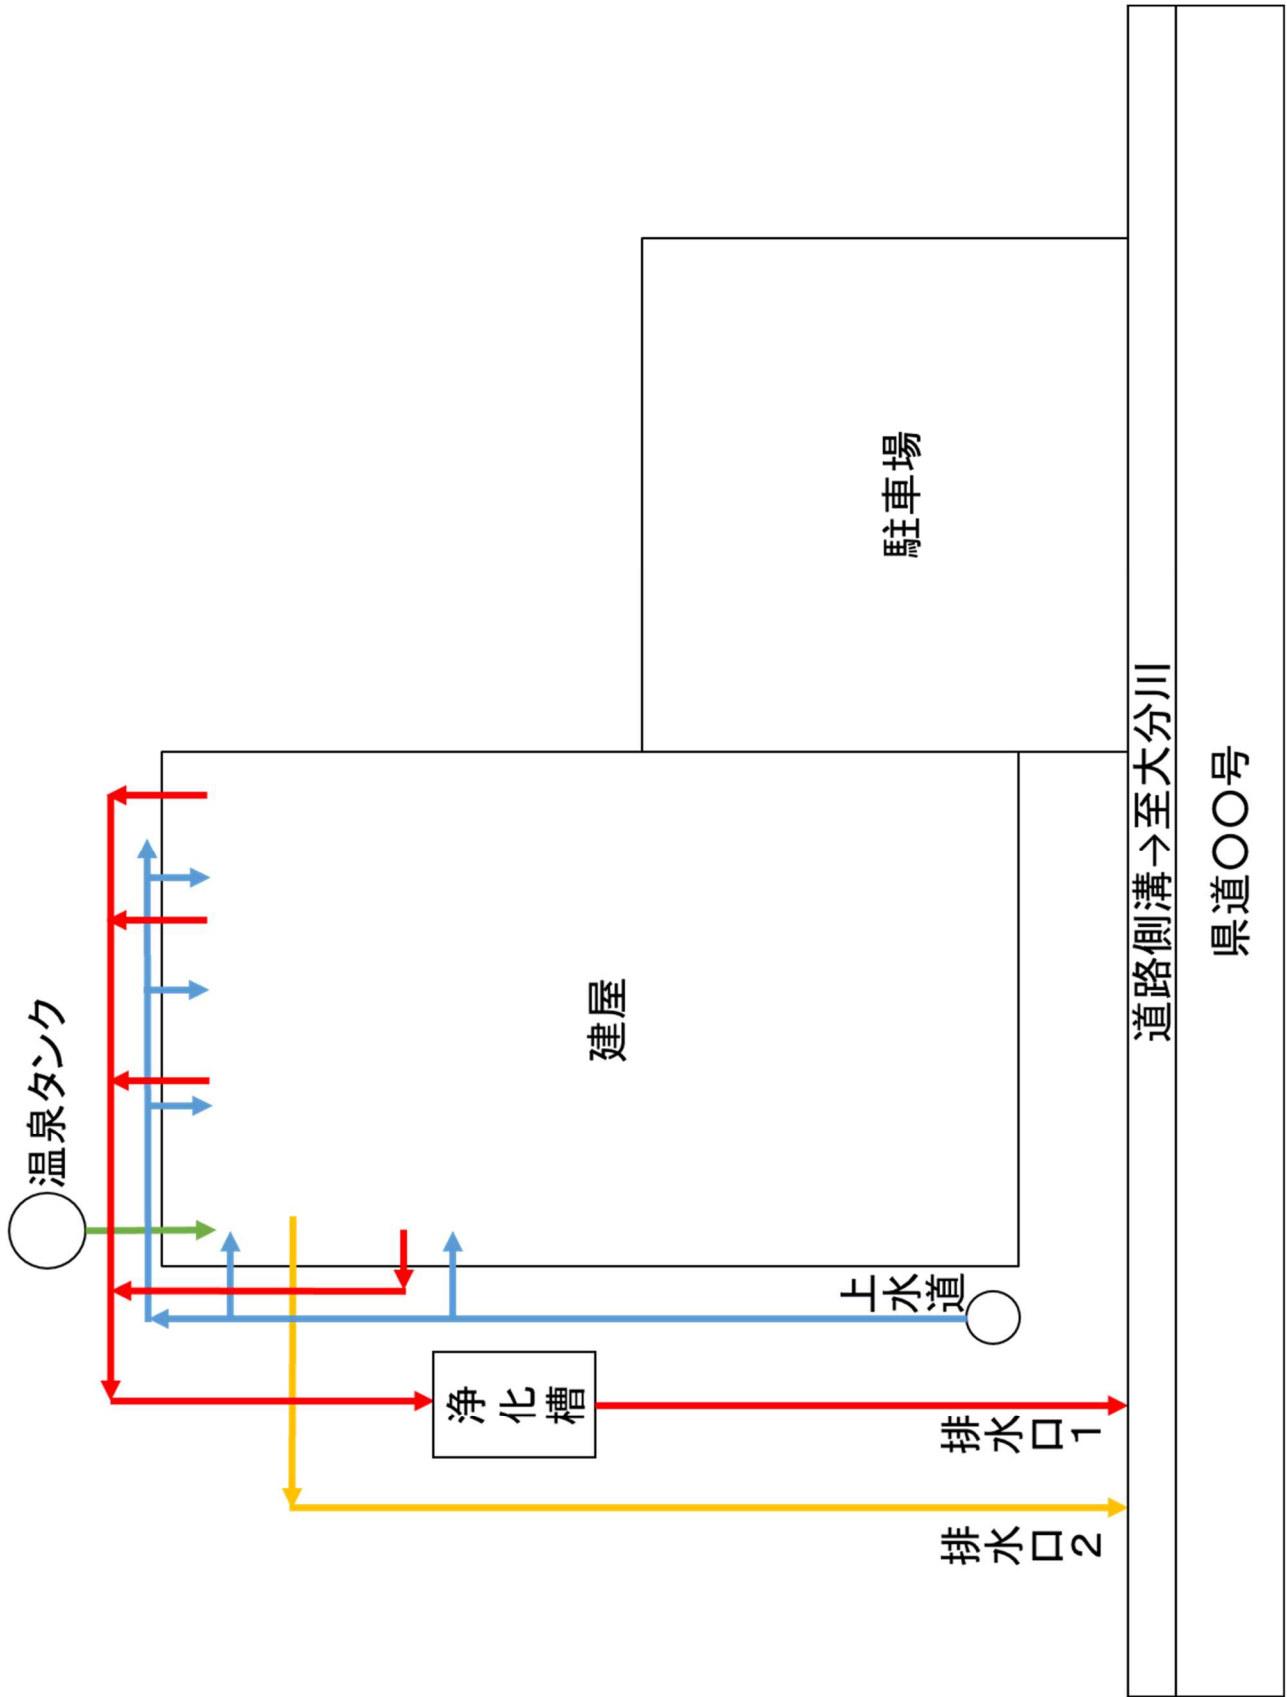 温泉タンク
建屋
駐車場
上水道
浄化槽
排水口1
排水口2
道路側溝→至大分川
県道〇〇号